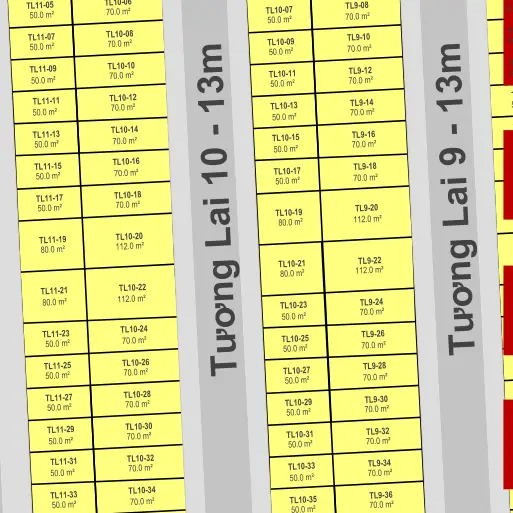 TL11-05
50.0 m²
TL10-06
70.0 m²
TL11-07
50.0 m²
TL10-08
70.0 m²
TL11-09
50.0 m²
TL10-10
70.0 m²
TL11-11
50.0 m²
TL10-12
70.0 m²
TL11-13
50.0 m²
TL10-14
70.0 m²
TL11-15
50.0 m²
TL10-16
70.0 m²
TL11-17
50.0 m²
TL10-18
70.0 m²
TL11-19
80.0 m²
TL10-20
112.0 m²
TL11-21
80.0 m²
TL10-22
112.0 m²
TL11-23
50.0 m²
TL10-24
70.0 m²
TL11-25
50.0 m²
TL10-26
70.0 m²
TL11-27
50.0 m²
TL10-28
70.0 m²
TL11-29
50.0 m²
TL10-30
70.0 m²
TL11-31
50.0 m²
TL10-32
70.0 m²
TL11-33
50.0 m²
TL10-34
70.0 m²
Tương Lai 10 - 13m
TL10-07
50.0 m²
TL9-08
70.0 m²
TL10-09
50.0 m²
TL9-10
70.0 m²
TL10-11
50.0 m²
TL9-12
70.0 m²
TL10-13
50.0 m²
TL9-14
70.0 m²
TL10-15
50.0 m²
TL9-16
70.0 m²
TL10-17
50.0 m²
TL9-18
70.0 m²
TL10-19
80.0 m²
TL9-20
112.0 m²
TL10-21
80.0 m²
TL9-22
112.0 m²
TL10-23
50.0 m²
TL9-24
70.0 m²
TL10-25
50.0 m²
TL9-26
70.0 m²
TL10-27
50.0 m²
TL9-28
70.0 m²
TL10-29
50.0 m²
TL9-30
70.0 m²
TL10-31
50.0 m²
TL9-32
70.0 m²
TL10-33
50.0 m²
TL9-34
70.0 m²
TL10-35
50.0 m²
TL9-36
70.0 m²
Tương Lai 9 - 13m